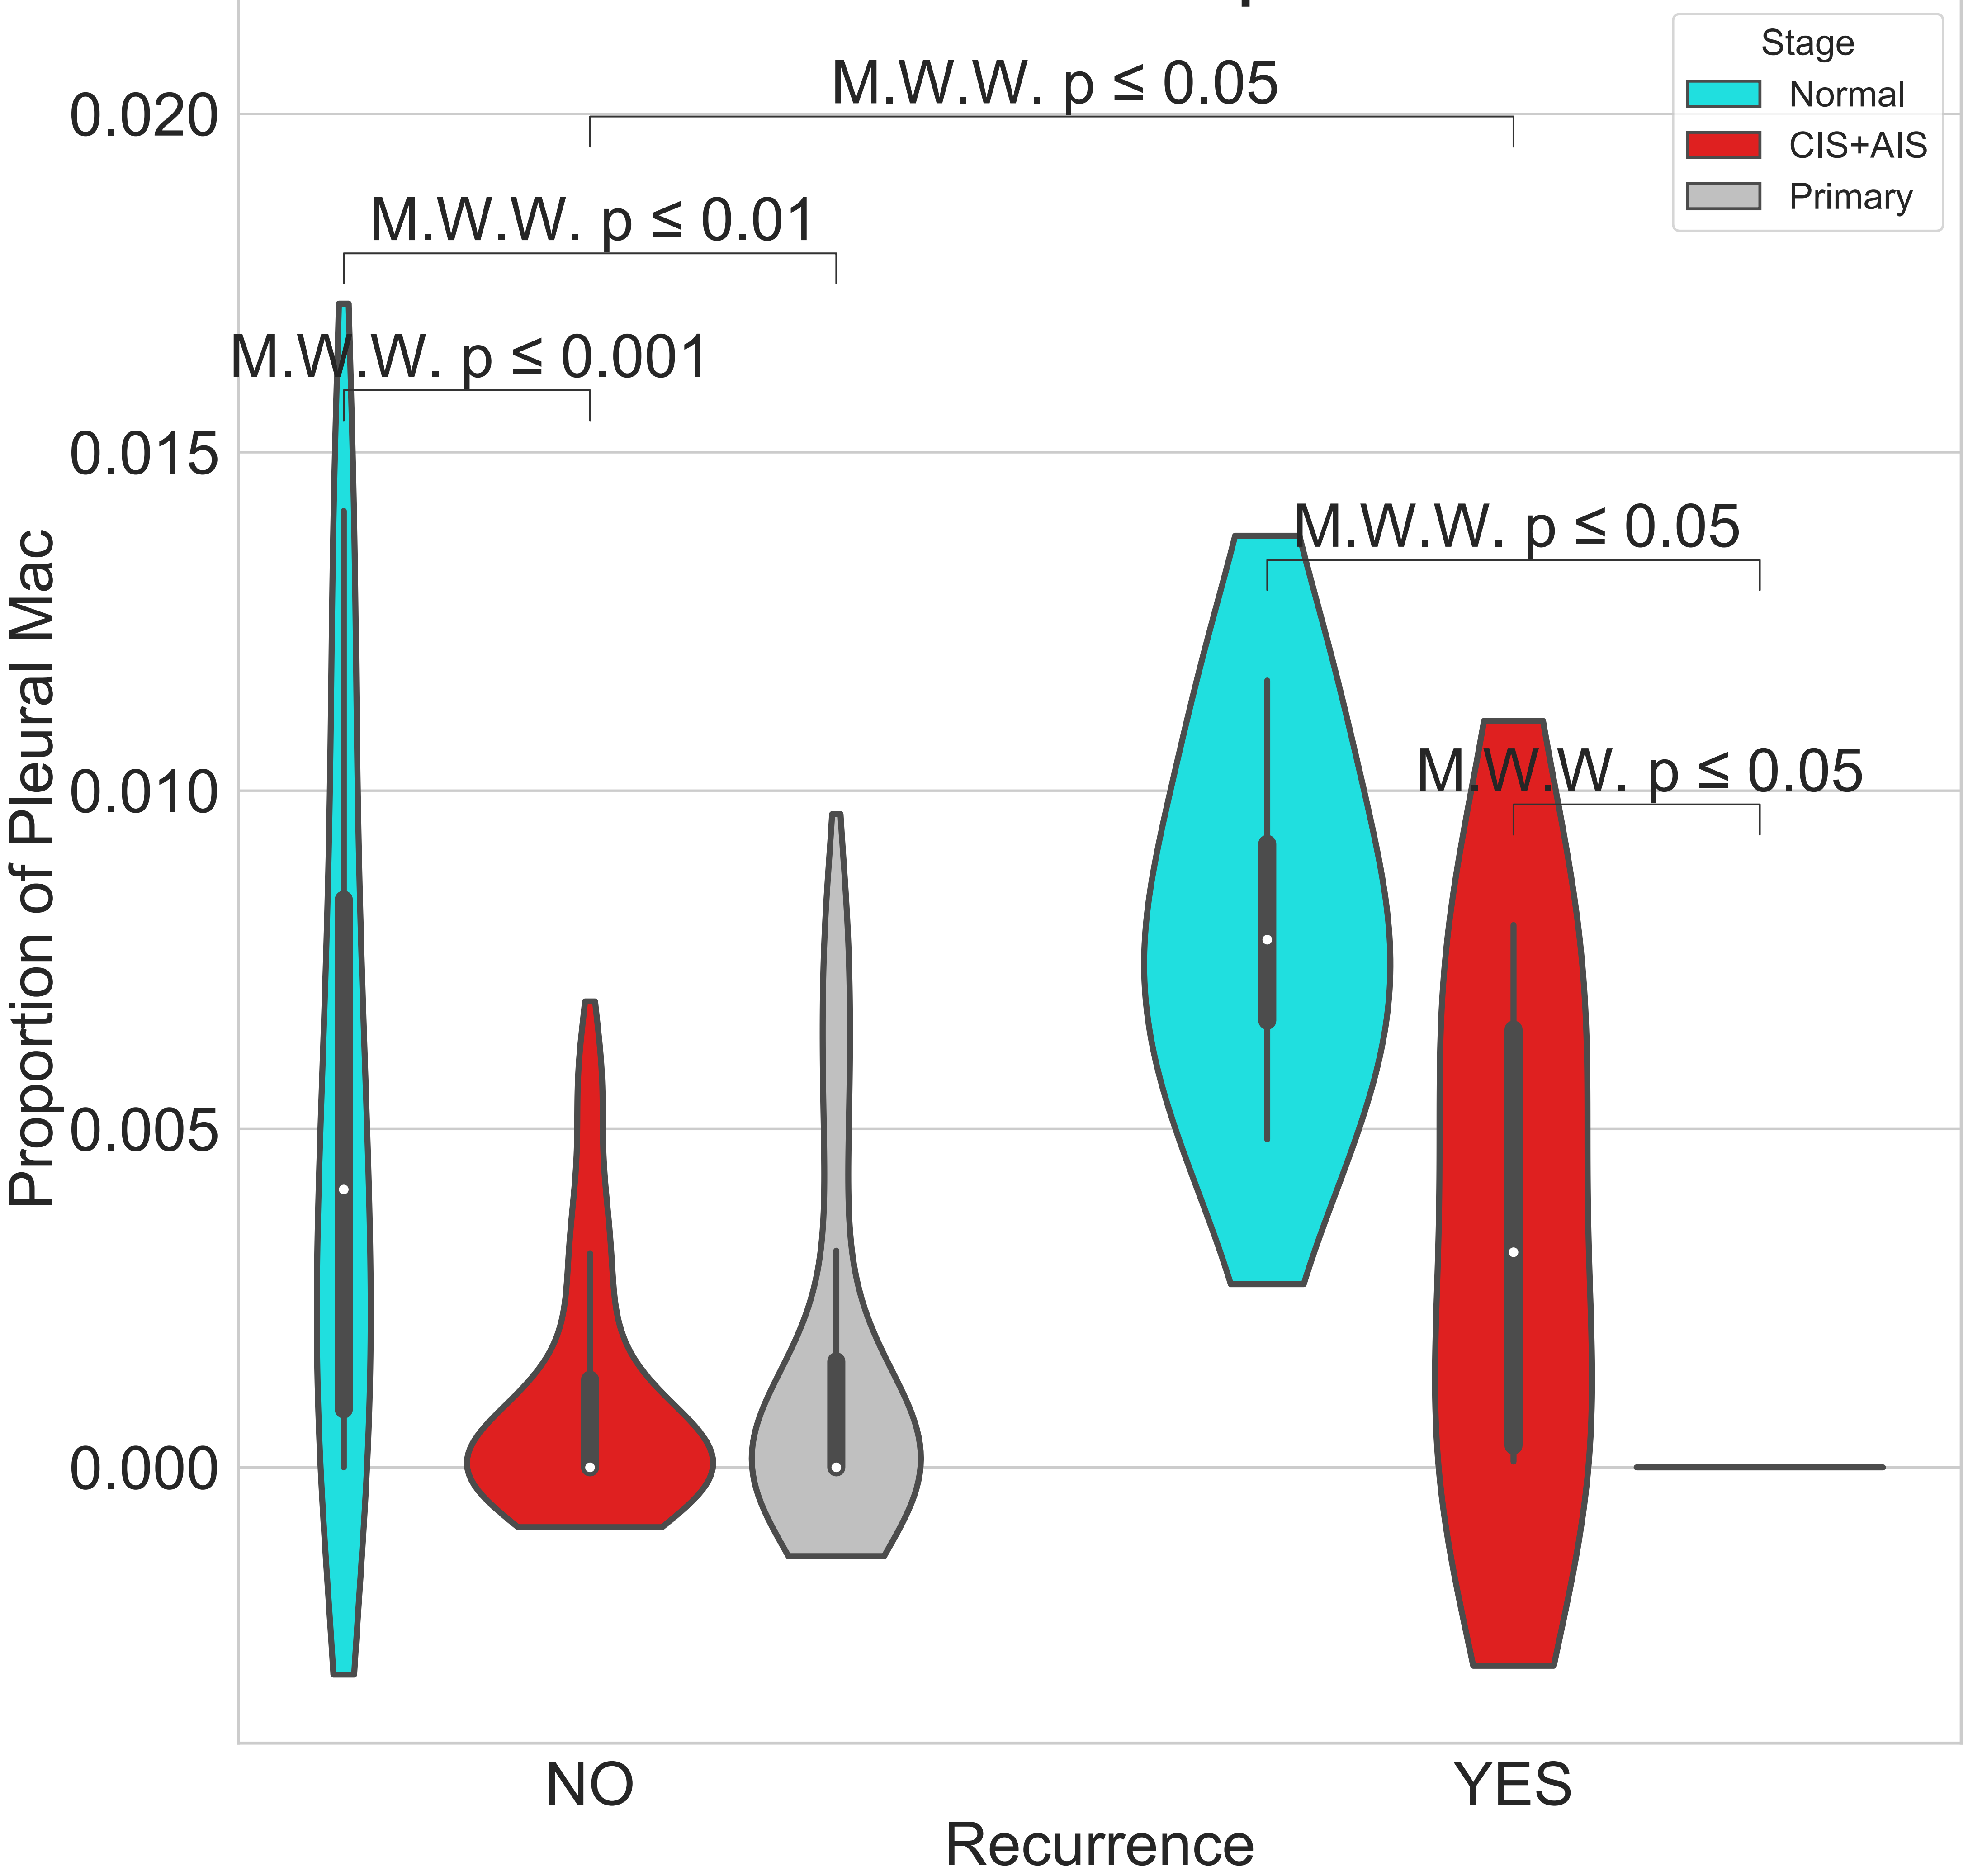 Stage
Normal
CIS+AIS
Primary
M.W.W. p ≤ 0.05
M.W.W. p ≤ 0.01
M.W.W. p ≤ 0.001
M.W.W. p ≤ 0.05
M.W.W. p ≤ 0.05
0.020
0.015
0.010
0.005
0.000
Proportion of Pleural Mac
NO
YES
Recurrence